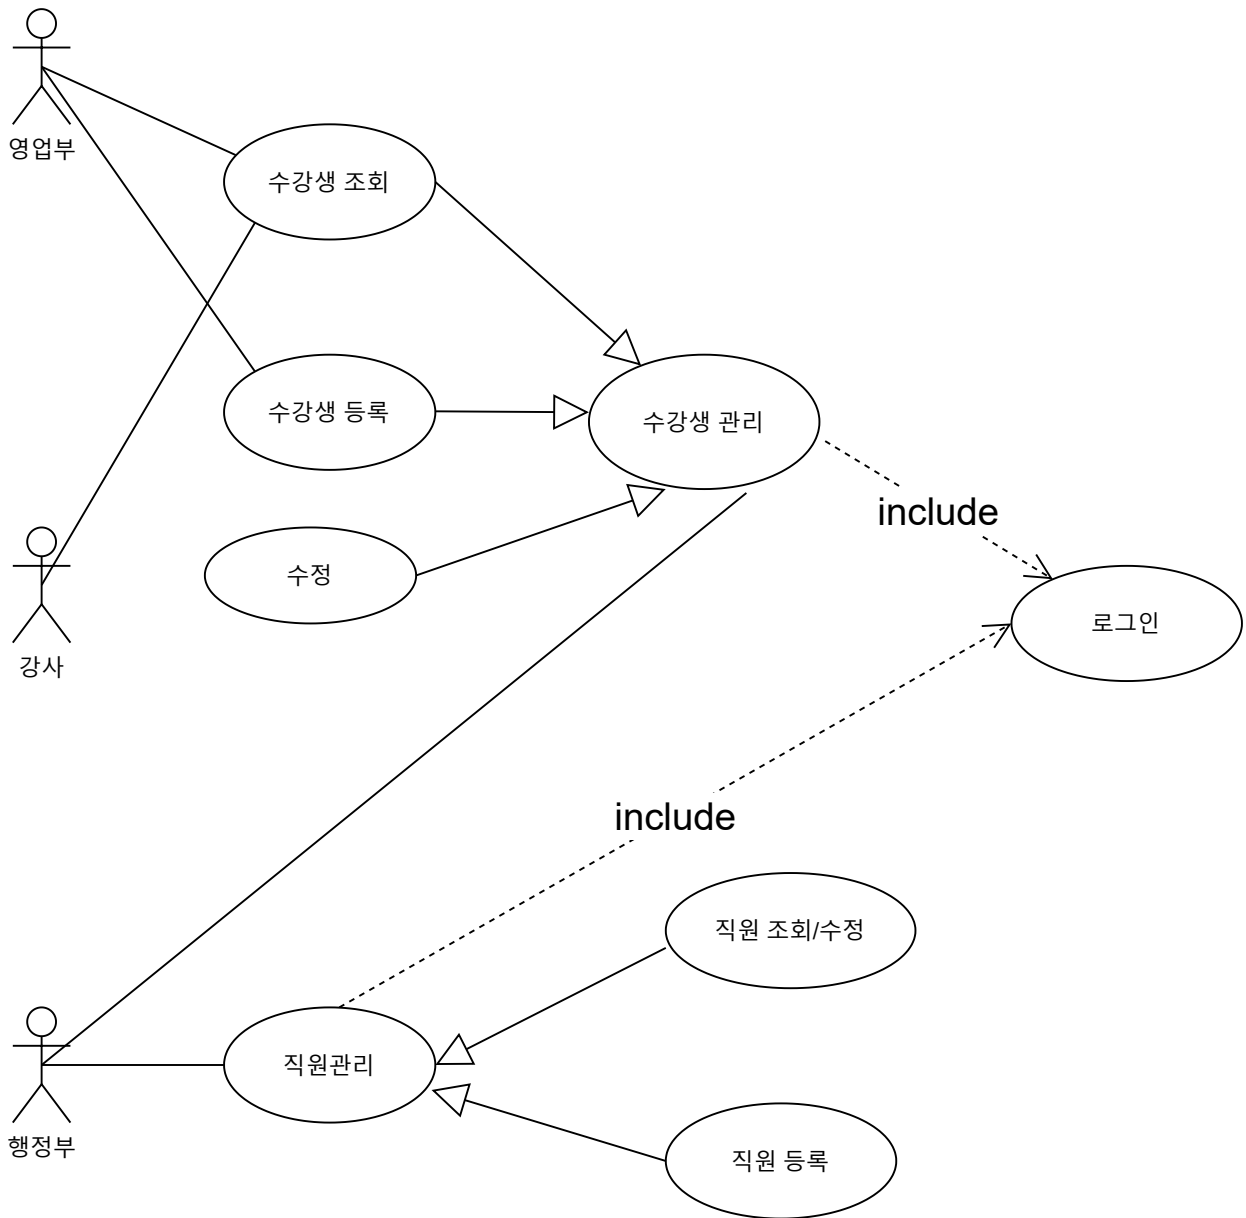 영업부
수강생 조회
수강생 등록
수강생 관리
include
수정
로그인
강사
include
직원 조회/수정
직원관리
행정부
직원 등록